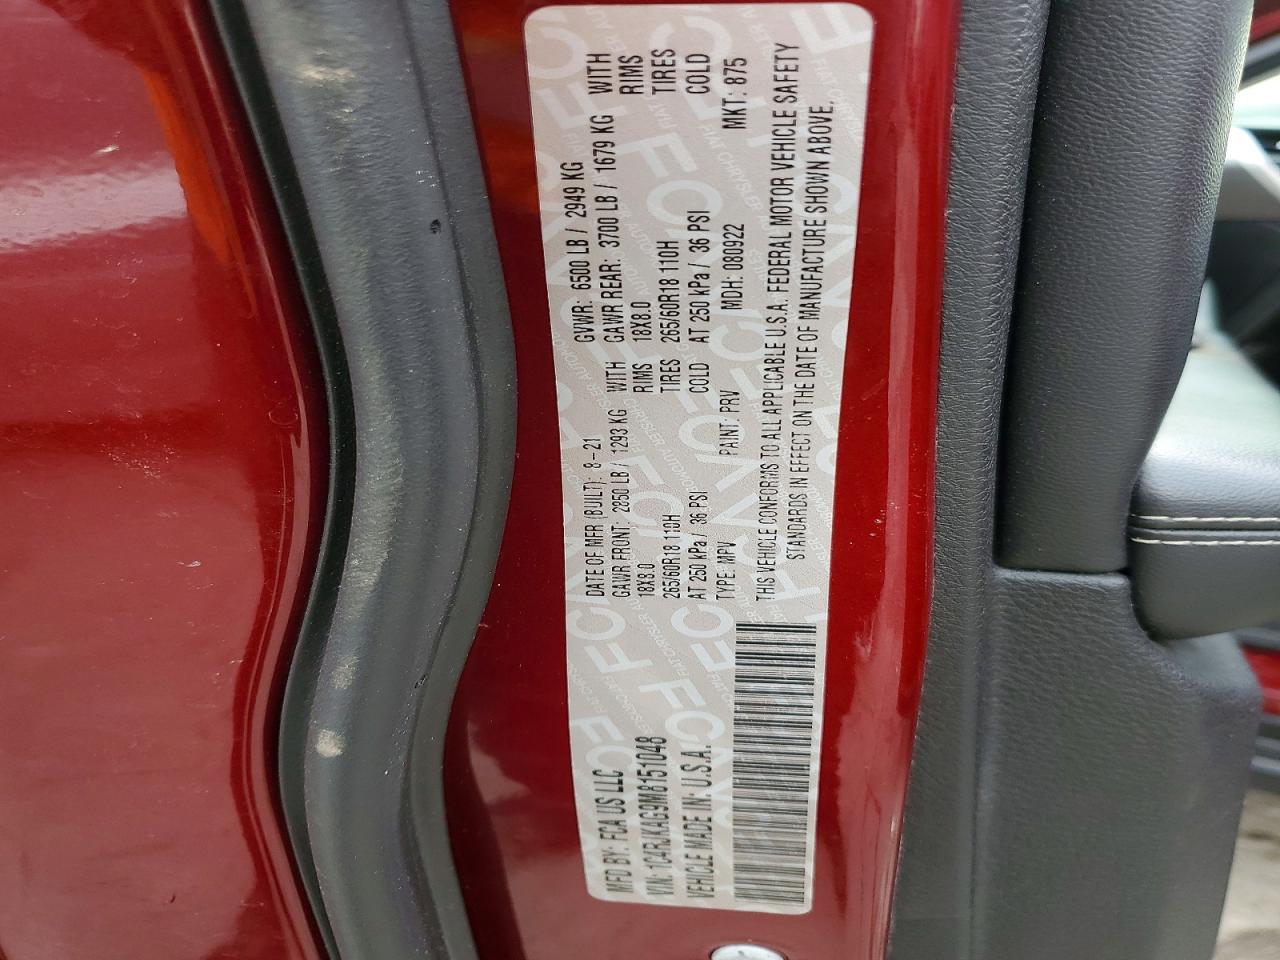 MFD BY: FCA US LLC
DATE OF MFR (BUILT): 8-21
GVWR: 6500 LB / 2949 KG
VIN: 1C4RJKAG9M8151048
GAWR FRONT: 2850 LB / 1293 KG WITH
GAWR REAR: 3700 LB / 1679 KG WITH
VEHICLE MADE IN: U.S.A.
18X8.0 RIMS
18X8.0 RIMS
265/60R18 110H TIRES
265/60R18 110H TIRES
AT 250 kPa / 36 PSI COLD
AT 250 kPa / 36 PSI COLD
TYPE: MPV PAINT: PRV MDH: 080922 MKT: 875
THIS VEHICLE CONFORMS TO ALL APPLICABLE U.S.A. FEDERAL MOTOR VEHICLE SAFETY
STANDARDS IN EFFECT ON THE DATE OF MANUFACTURE SHOWN ABOVE.